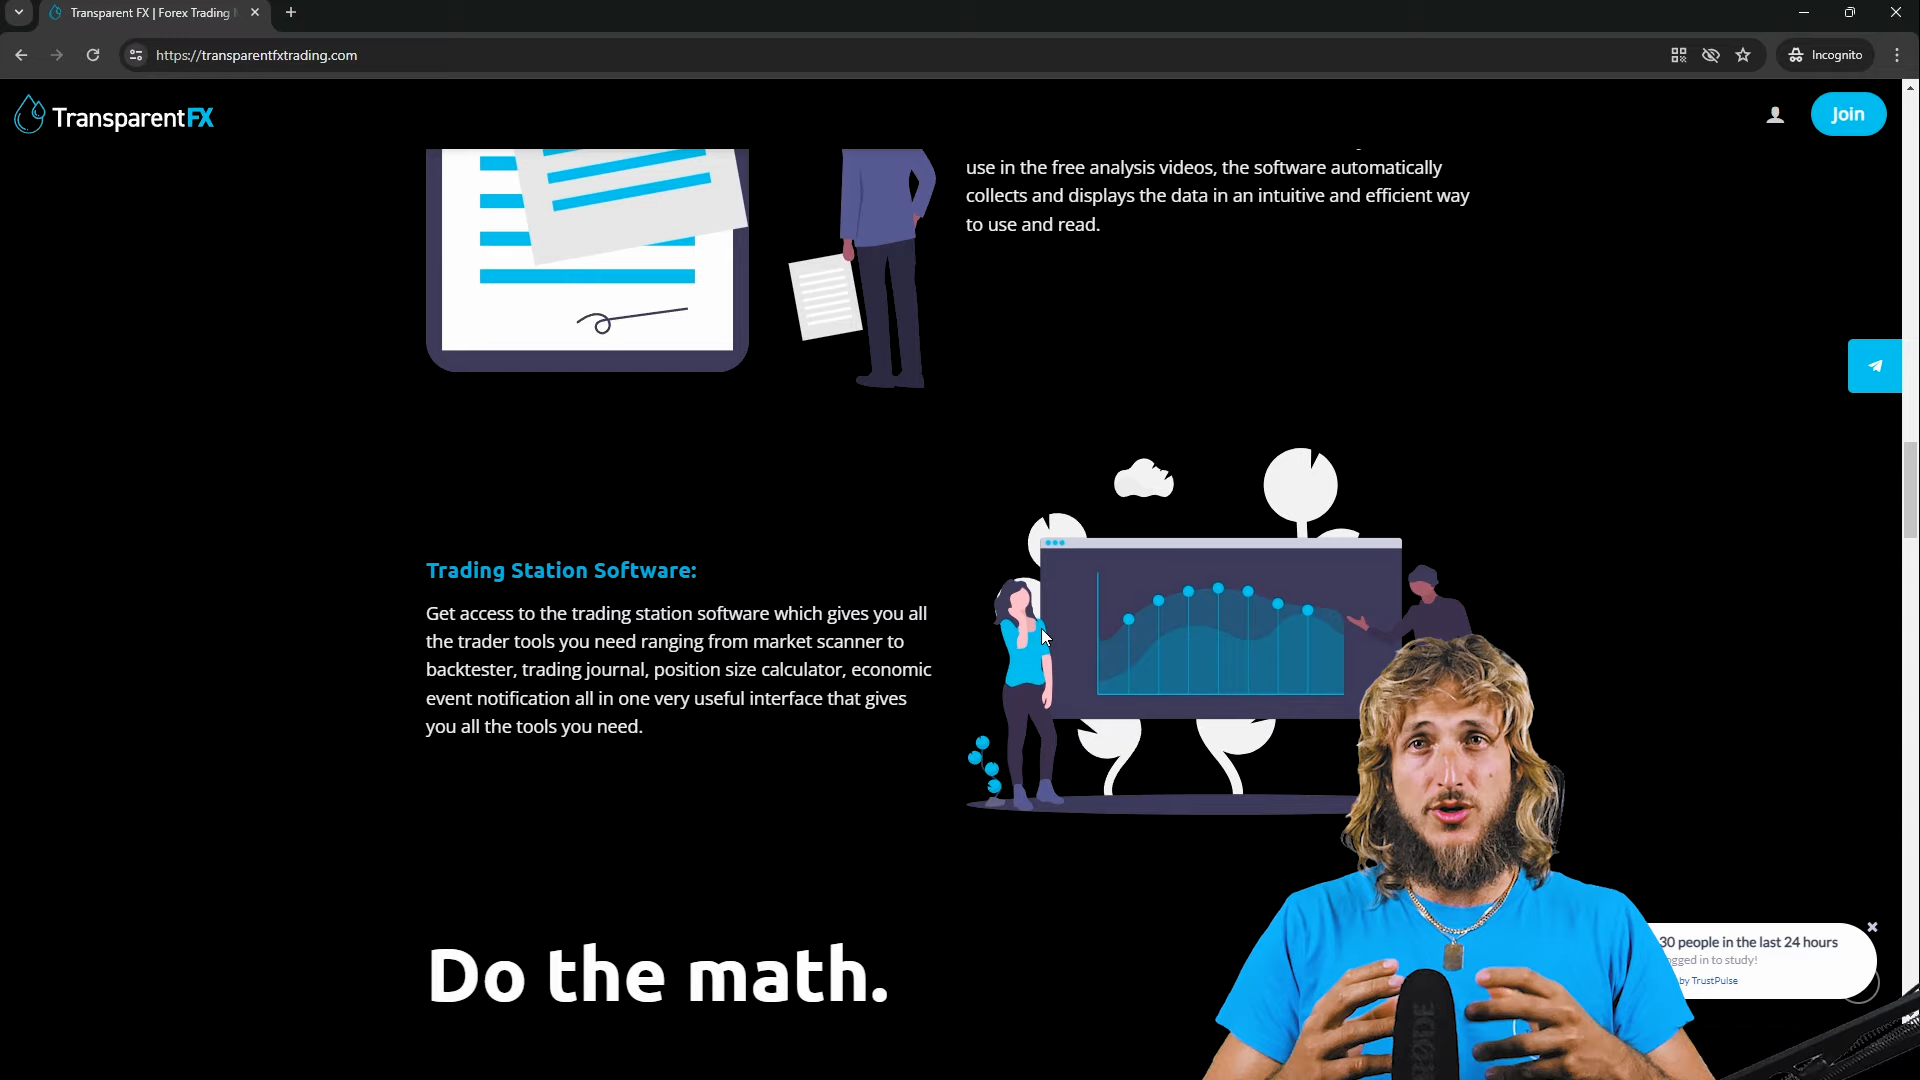 Transparent FX | Forex Trading
https://transparentfxtrading.com
Incognito
TransparentFX
Join
use in the free analysis videos, the software automatically
collects and displays the data in an intuitive and efficient way
to use and read.
Trading Station Software:
Get access to the trading station software which gives you all
the trader tools you need ranging from market scanner to
backtester, trading journal, position size calculator, economic
event notification all in one very useful interface that gives
you all the tools you need.
Do the math.
30 people in the last 24 hours
in to study!
by TrustPulse